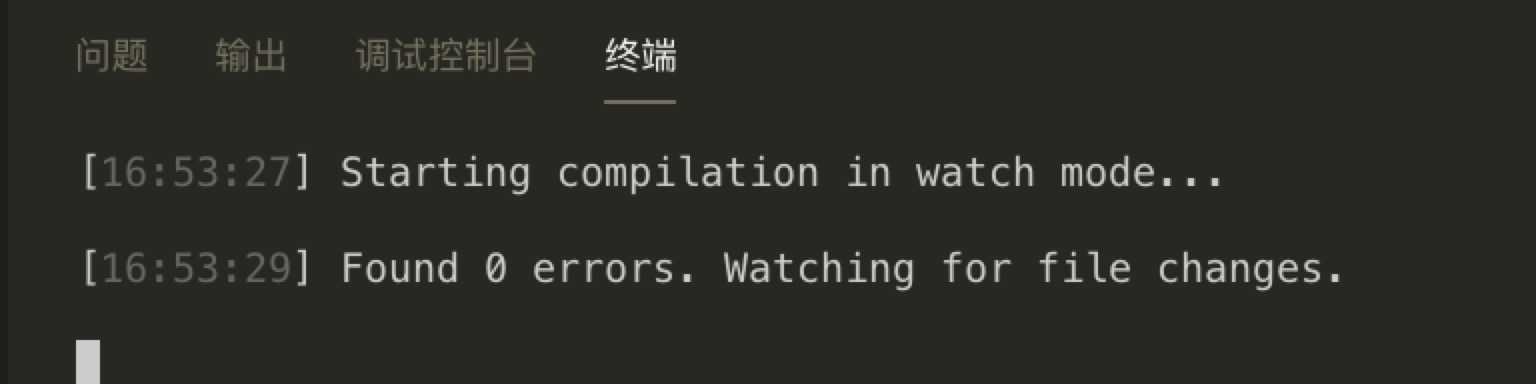 问题 输出 调试控制台 终端
[16:53:27] Starting compilation in watch mode...
[16:53:29] Found 0 errors. Watching for file changes.